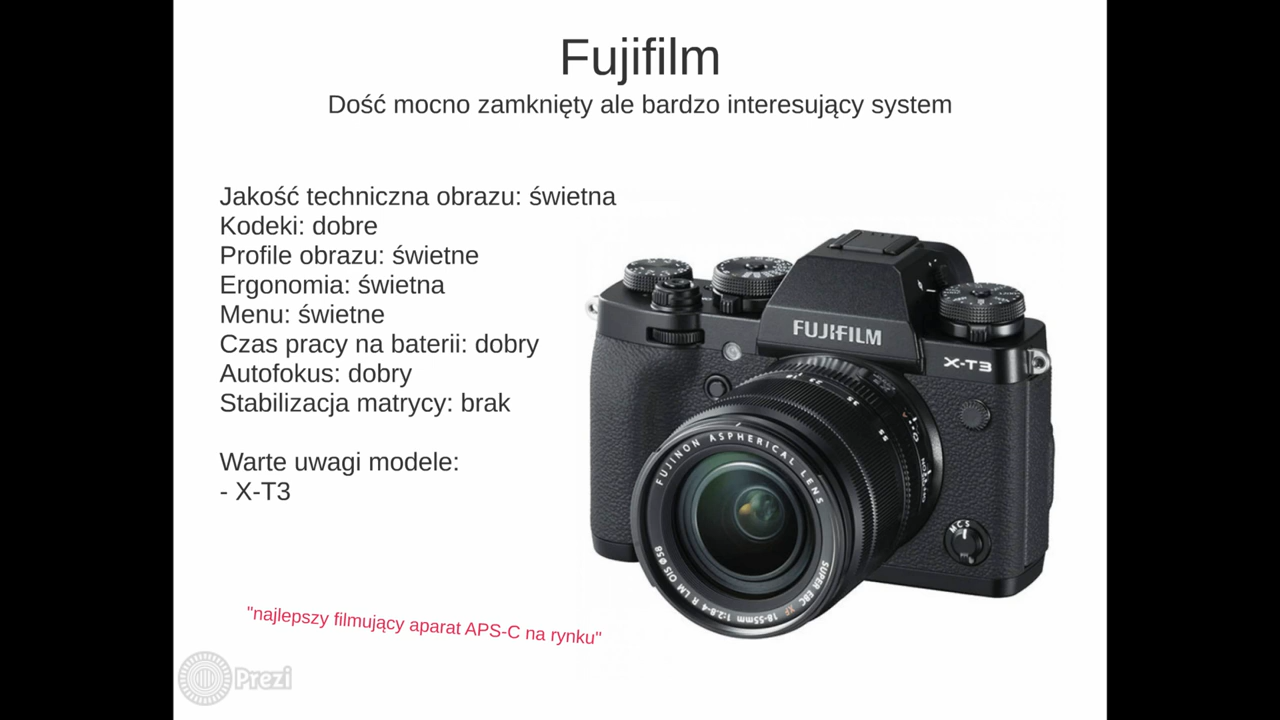 Fujifilm
Dość mocno zamknięty ale bardzo interesujący system
Jakość techniczna obrazu: świetna
Kodeki: dobre
Profile obrazu: świetne
Ergonomia: świetna
Menu: świetne
Czas pracy na baterii: dobry
Autofokus: dobry
Stabilizacja matrycy: brak
Warte uwagi modele:
- X-T3
"najlepszy filmujący aparat APS-C na rynku"
FUJIFILM
X-T3
FUJINON ASPHERICAL LENS
SUPER EBC XF 18-55mm 1:2.8-4 R LM OIS Ø58
M C S
Prezi